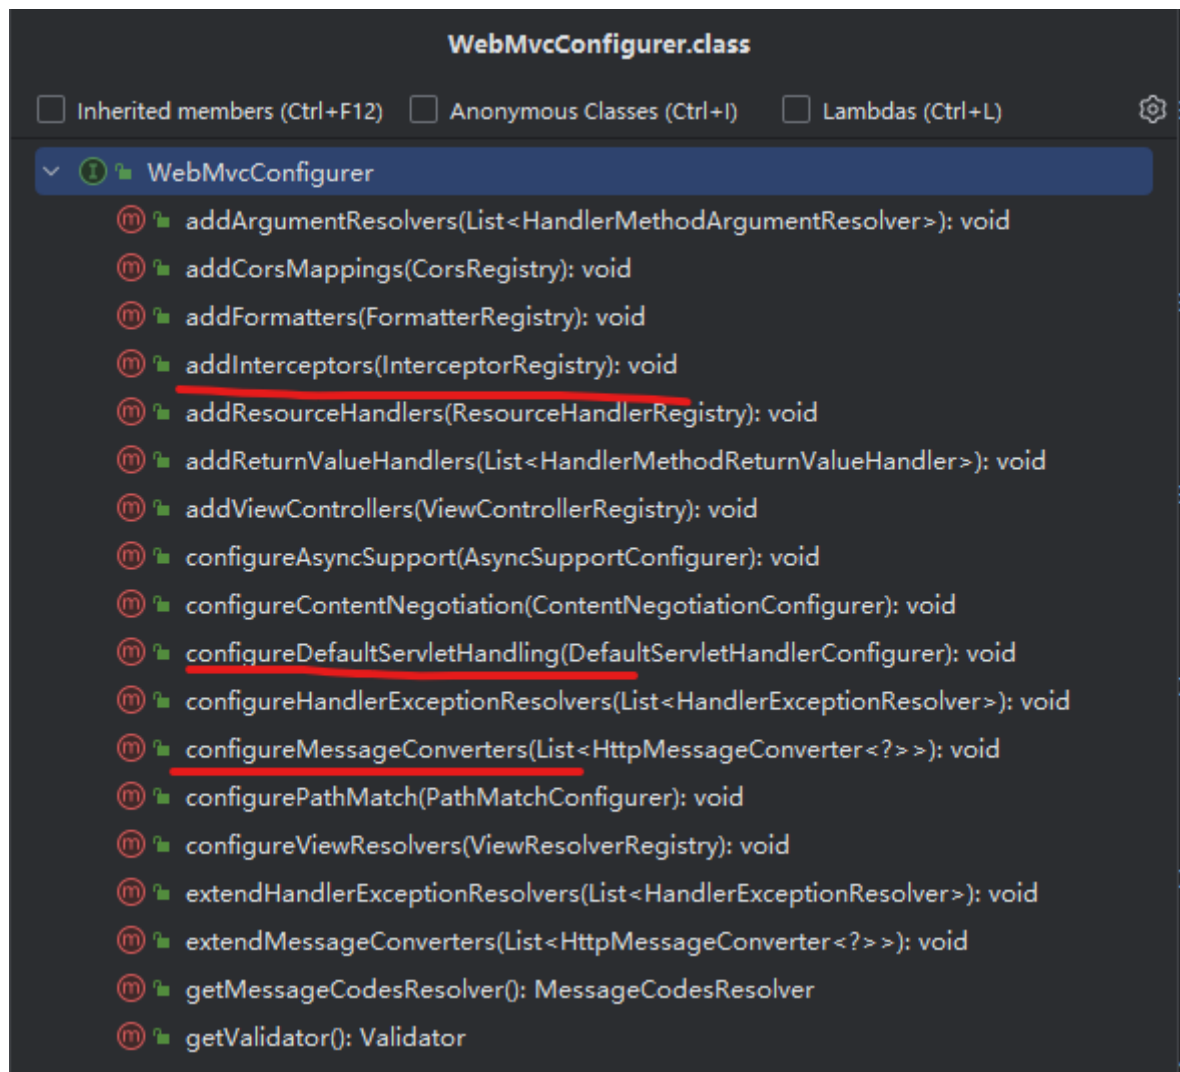 WebMvcConfigurer.class
Inherited members (Ctrl+F12) Anonymous Classes (Ctrl+I) Lambdas (Ctrl+L)
I WebMvcConfigurer
m addArgumentResolvers(List<HandlerMethodArgumentResolver>): void
m addCorsMappings(CorsRegistry): void
m addFormatters(FormatterRegistry): void
m addInterceptors(InterceptorRegistry): void
m addResourceHandlers(ResourceHandlerRegistry): void
m addReturnValueHandlers(List<HandlerMethodReturnValueHandler>): void
m addViewControllers(ViewControllerRegistry): void
m configureAsyncSupport(AsyncSupportConfigurer): void
m configureContentNegotiation(ContentNegotiationConfigurer): void
m configureDefaultServletHandling(DefaultServletHandlerConfigurer): void
m configureHandlerExceptionResolvers(List<HandlerExceptionResolver>): void
m configureMessageConverters(List<HttpMessageConverter<?>>): void
m configurePathMatch(PathMatchConfigurer): void
m configureViewResolvers(ViewResolverRegistry): void
m extendHandlerExceptionResolvers(List<HandlerExceptionResolver>): void
m extendMessageConverters(List<HttpMessageConverter<?>>): void
m getMessageCodesResolver(): MessageCodesResolver
m getValidator(): Validator